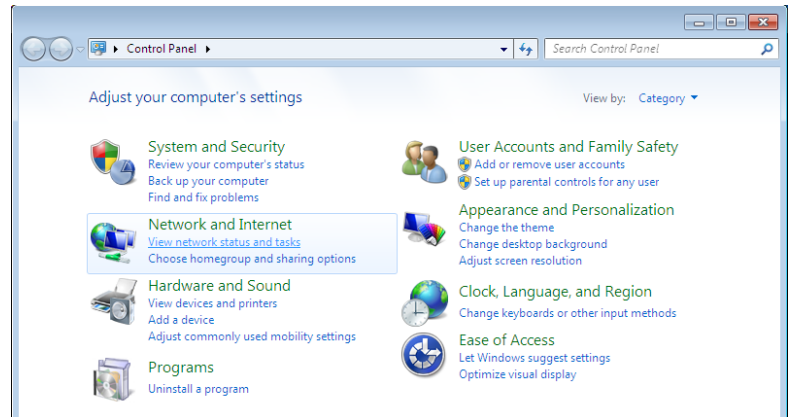 Control Panel
Search Control Panel
Adjust your computer's settings
View by: Category
System and Security
Review your computer's status
Back up your computer
Find and fix problems
Network and Internet
View network status and tasks
Choose homegroup and sharing options
Hardware and Sound
View devices and printers
Add a device
Adjust commonly used mobility settings
Programs
Uninstall a program
User Accounts and Family Safety
Add or remove user accounts
Set up parental controls for any user
Appearance and Personalization
Change the theme
Change desktop background
Adjust screen resolution
Clock, Language, and Region
Change keyboards or other input methods
Ease of Access
Let Windows suggest settings
Optimize visual display